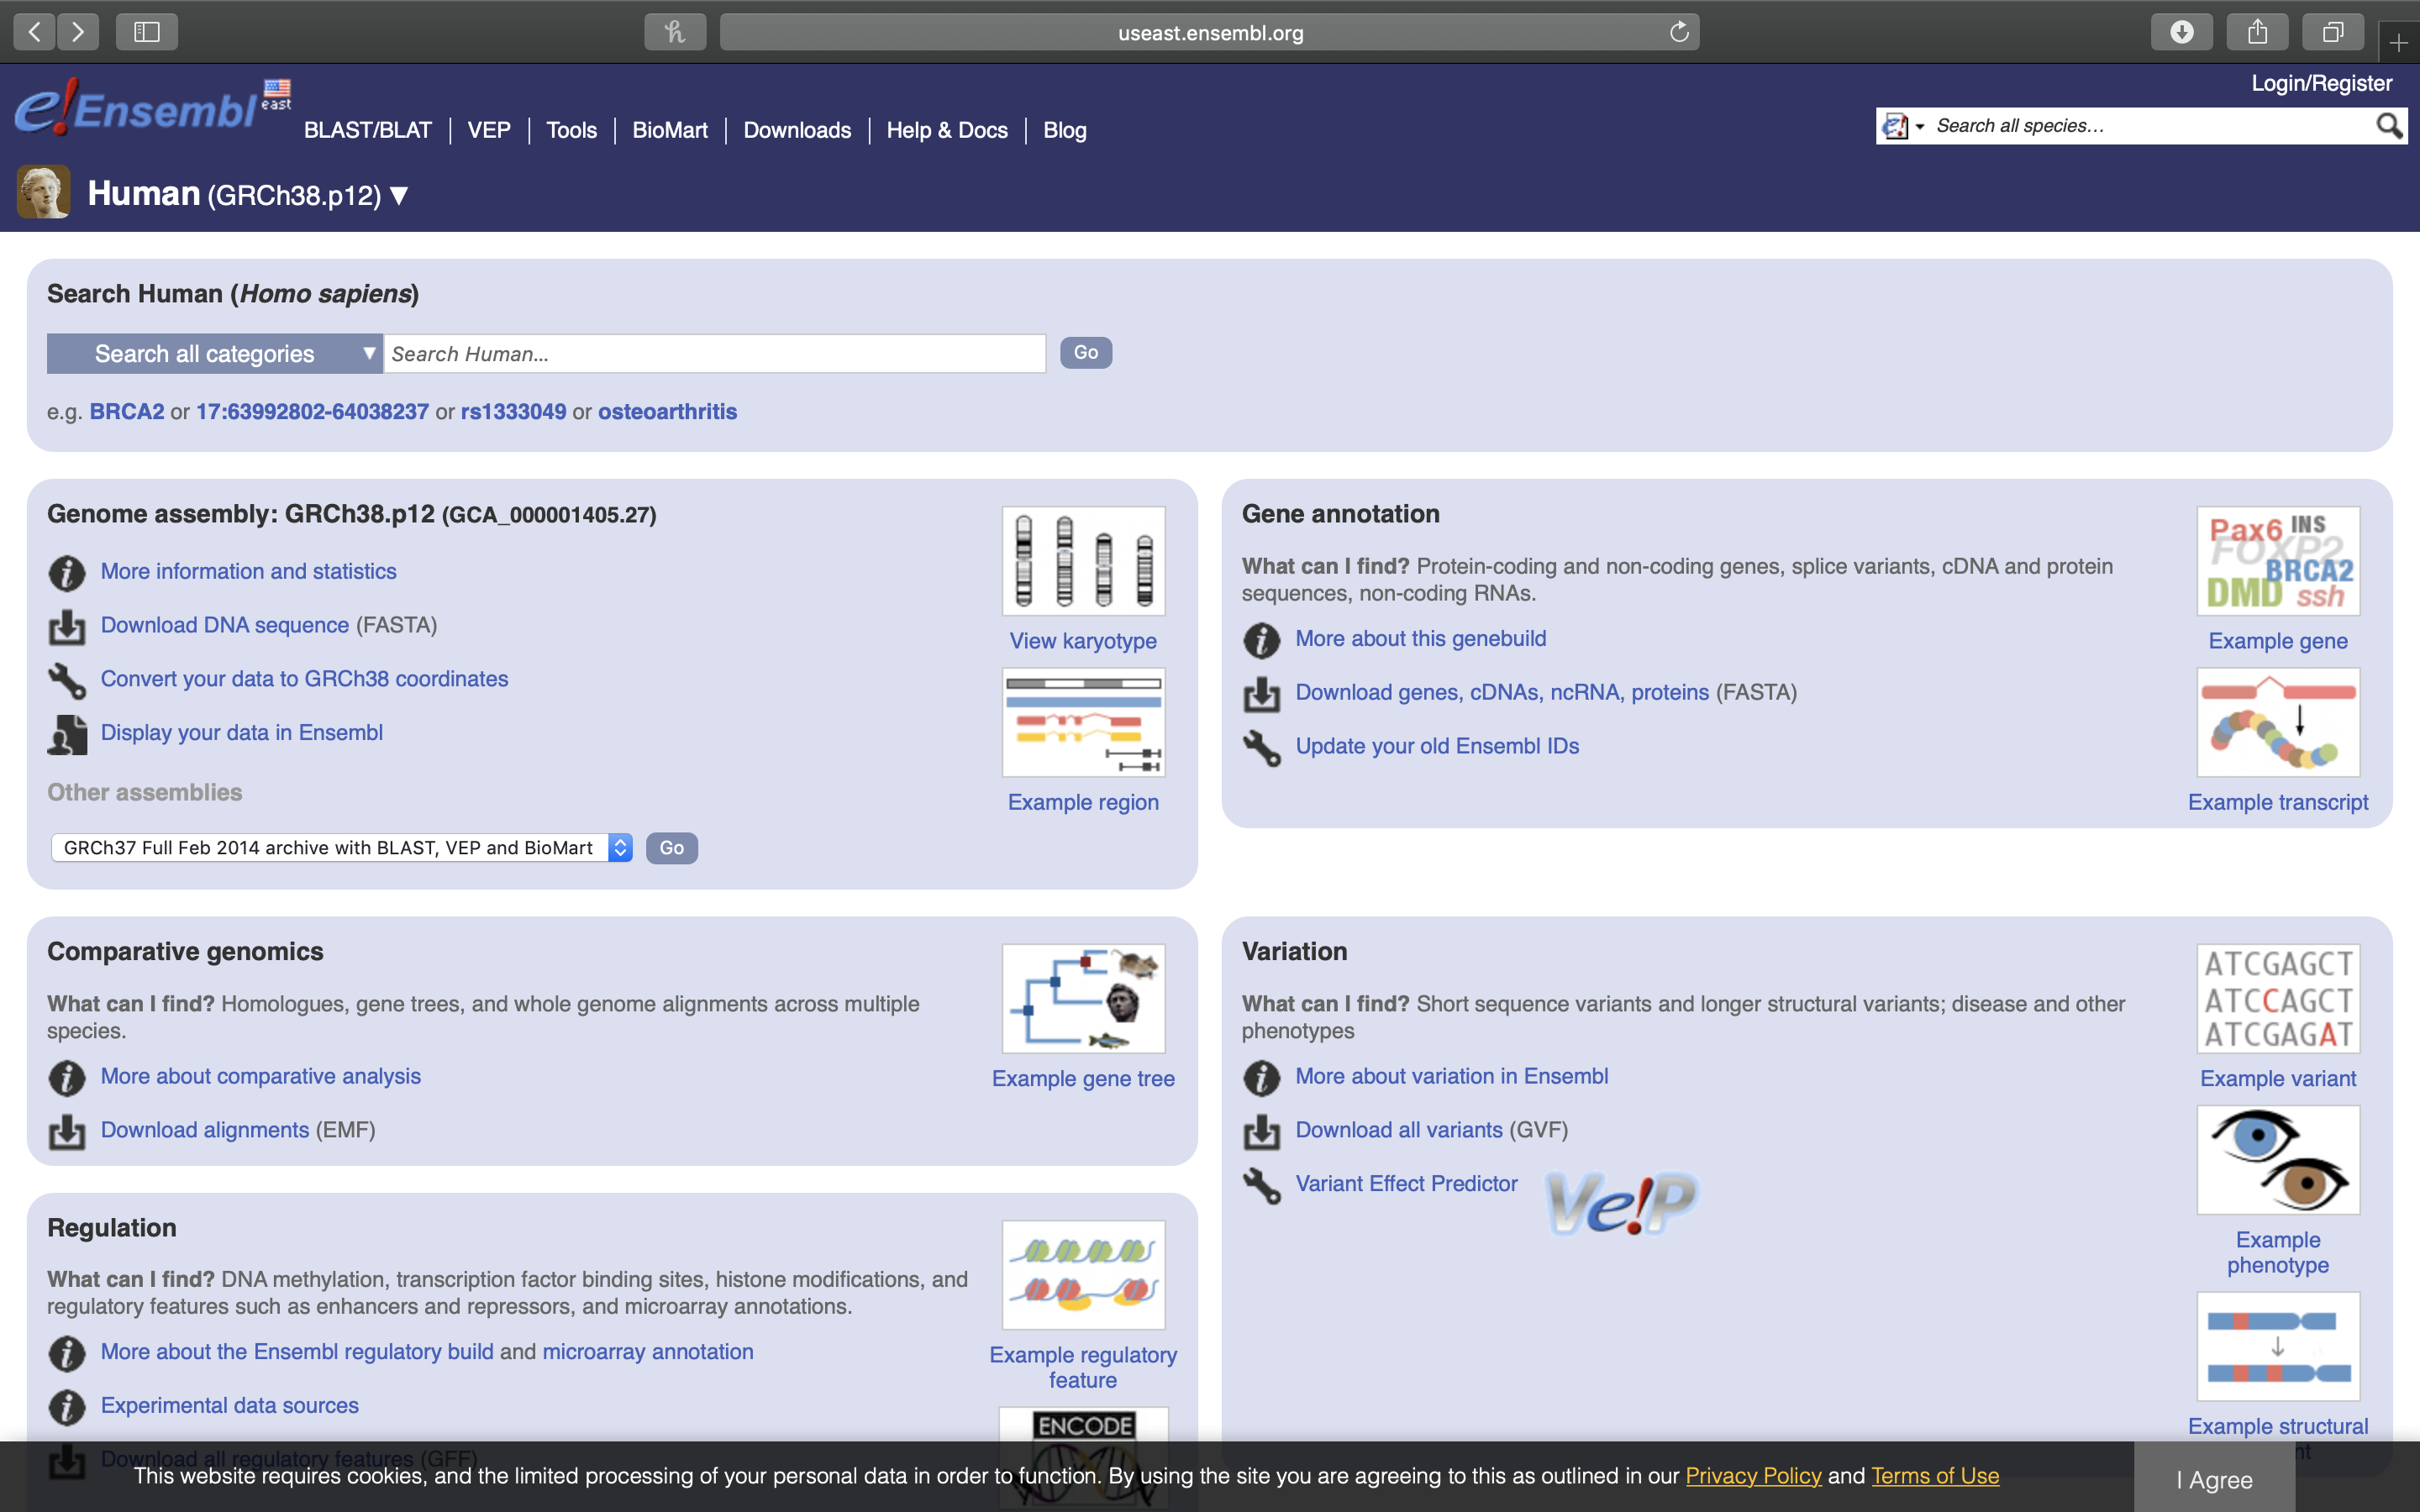 useast.ensembl.org
Login/Register
e!Ensembl east
BLAST/BLAT | VEP | Tools | BioMart | Downloads | Help & Docs | Blog
Search all species…
Human (GRCh38.p12) ▼
Search Human (Homo sapiens)
Search all categories ▼ Search Human… Go
e.g. BRCA2 or 17:63992802-64038237 or rs1333049 or osteoarthritis
Genome assembly: GRCh38.p12 (GCA_000001405.27)
More information and statistics
Download DNA sequence (FASTA)
Convert your data to GRCh38 coordinates
Display your data in Ensembl
Other assemblies
GRCh37 Full Feb 2014 archive with BLAST, VEP and BioMart Go
View karyotype
Example region
Gene annotation
What can I find? Protein-coding and non-coding genes, splice variants, cDNA and protein
sequences, non-coding RNAs.
More about this genebuild
Download genes, cDNAs, ncRNA, proteins (FASTA)
Update your old Ensembl IDs
Pax6 INS
FOXP2
BRCA2
DMD ssh
Example gene
Example transcript
Comparative genomics
What can I find? Homologues, gene trees, and whole genome alignments across multiple
species.
More about comparative analysis
Download alignments (EMF)
Example gene tree
Variation
What can I find? Short sequence variants and longer structural variants; disease and other
phenotypes
More about variation in Ensembl
Download all variants (GVF)
Variant Effect Predictor
Ve!P
ATCGAGCT
ATCCAGCT
ATCGAGAT
Example variant
Example
phenotype
Example structural
Regulation
What can I find? DNA methylation, transcription factor binding sites, histone modifications, and
regulatory features such as enhancers and repressors, and microarray annotations.
More about the Ensembl regulatory build and microarray annotation
Experimental data sources
Download all regulatory features (GFF)
Example regulatory
feature
ENCODE
This website requires cookies, and the limited processing of your personal data in order to function. By using the site you are agreeing to this as outlined in our Privacy Policy and Terms of Use
I Agree